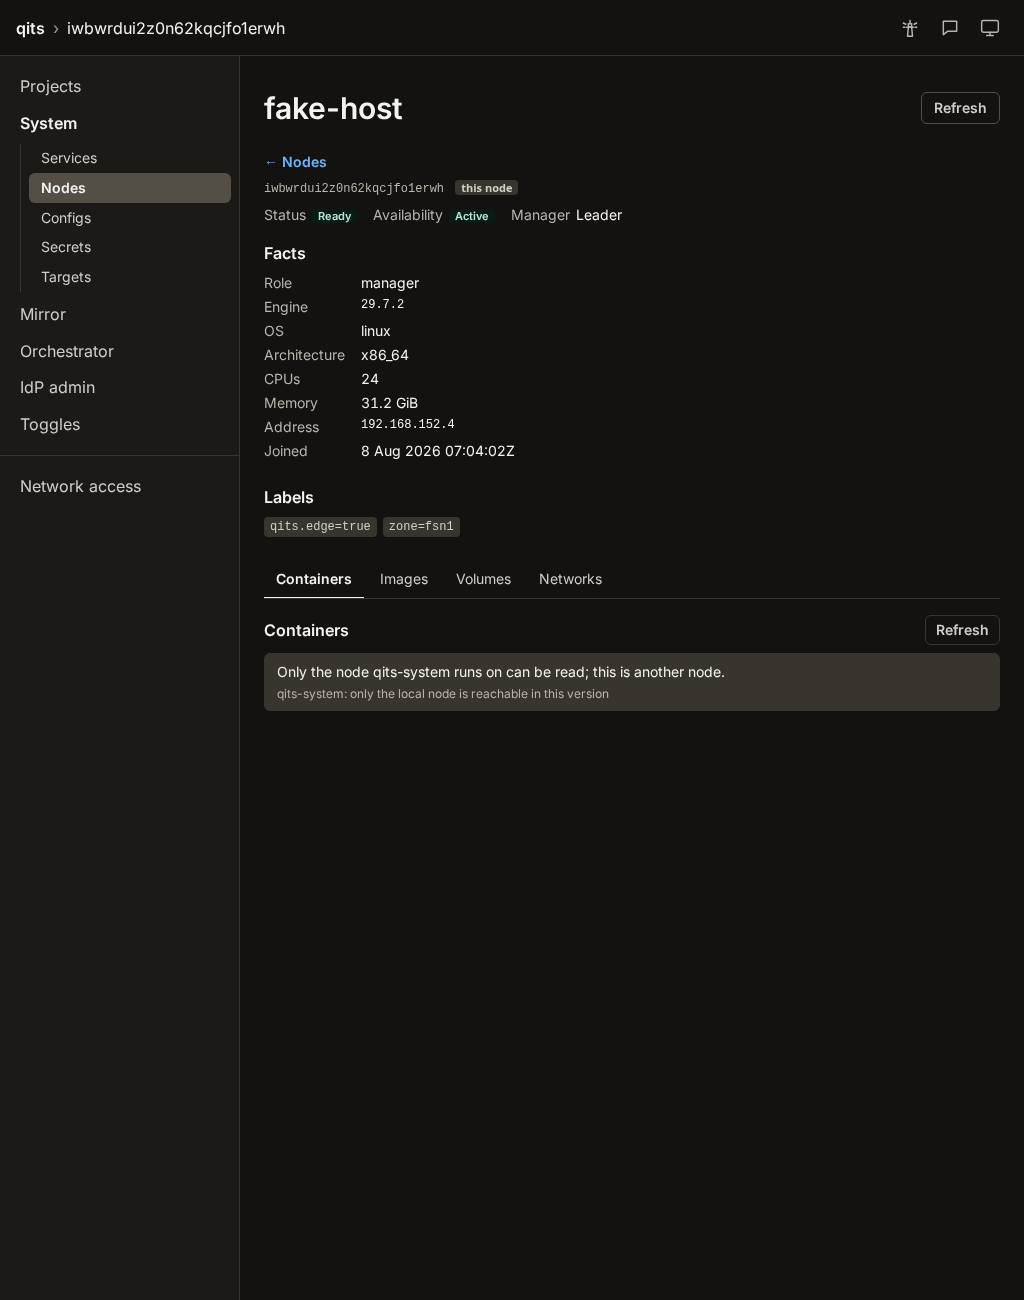 qits › iwbwrdui2z0n62kqcjfo1erwh
Projects
System
Services
Nodes
Configs
Secrets
Targets
Mirror
Orchestrator
IdP admin
Toggles
Network access
fake-host
Refresh
← Nodes
iwbwrdui2z0n62kqcjfo1erwh this node
Status Ready Availability Active Manager Leader
Facts
Role manager
Engine 29.7.2
OS linux
Architecture x86_64
CPUs 24
Memory 31.2 GiB
Address 192.168.152.4
Joined 8 Aug 2026 07:04:02Z
Labels
qits.edge=true zone=fsn1
Containers Images Volumes Networks
Containers
Refresh
Only the node qits-system runs on can be read; this is another node.
qits-system: only the local node is reachable in this version